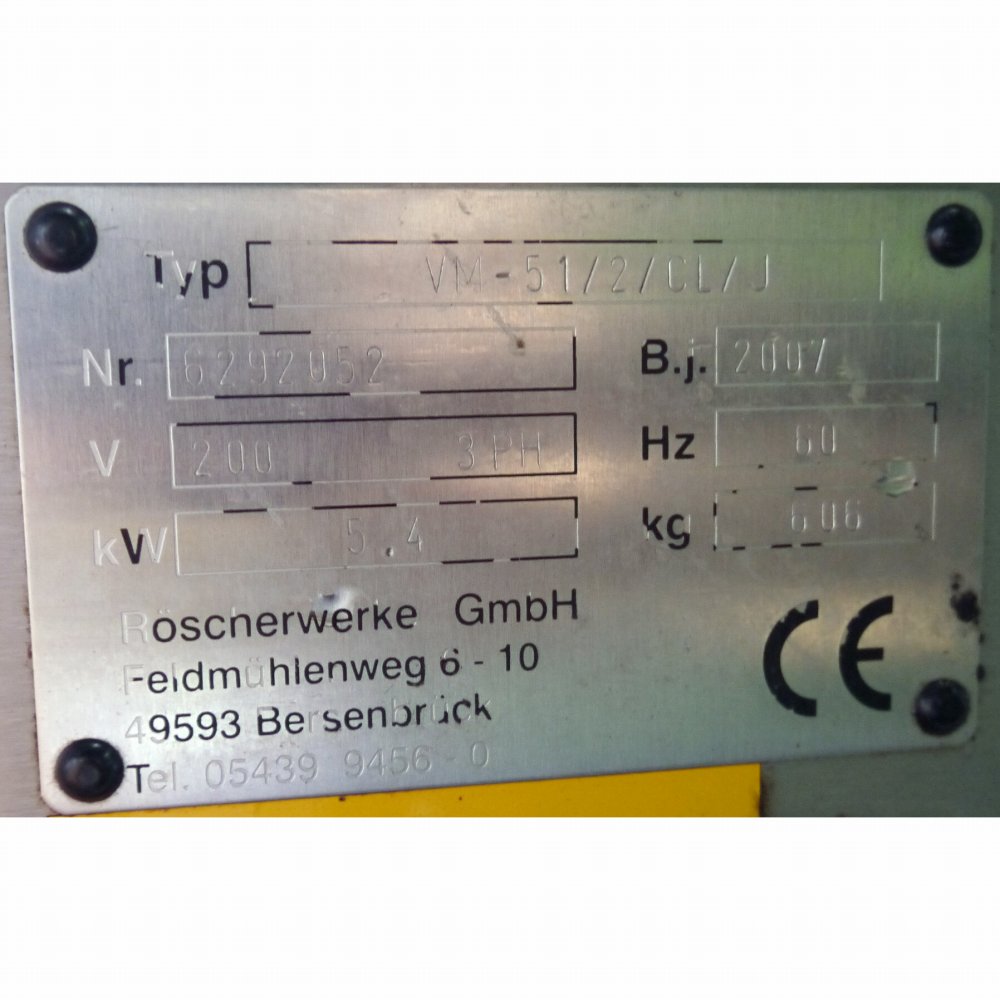 Typ VM-51/2/CL/J
Nr. 6292052 B.j. 2007
V 200 3PH Hz 60
kW 5.4 kg 606
Röscherwerke GmbH
Feldmühlenweg 6 - 10
49593 Bersenbrück
Tel. 05439 9456 - 0
CE